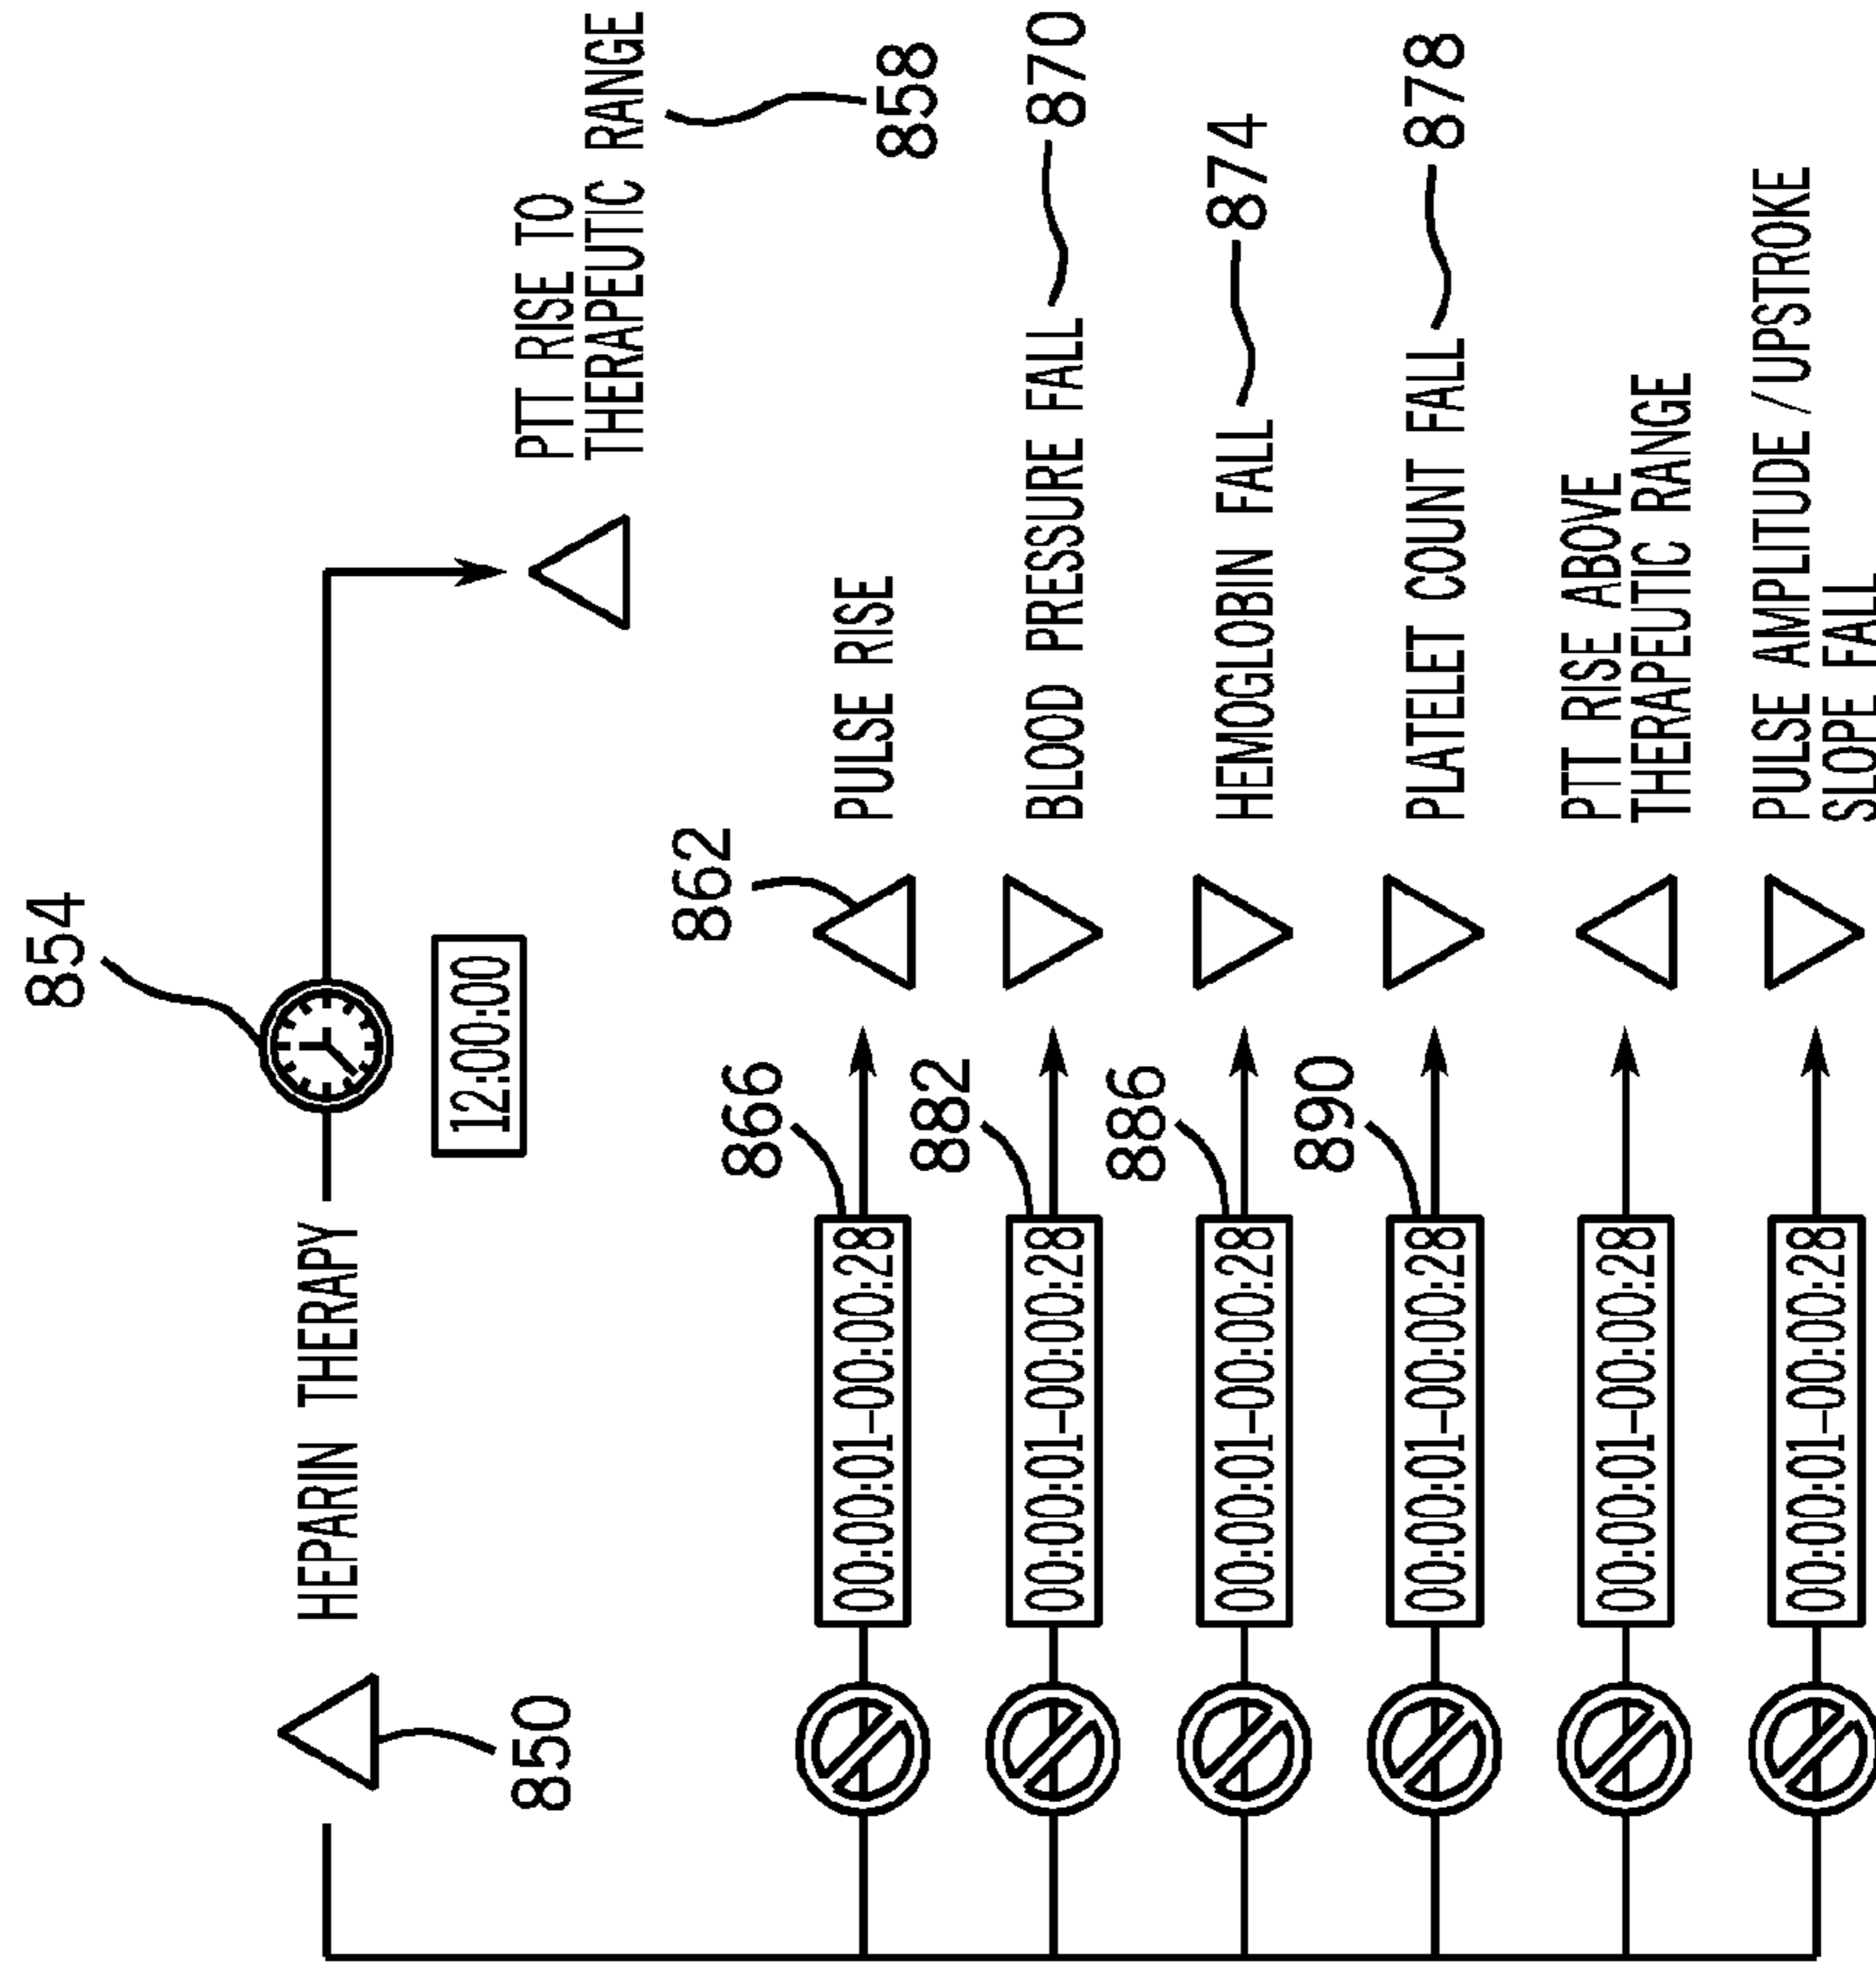 854
HEPARIN THERAPY
12:00:00
850
PTT RISE TO
THERAPEUTIC RANGE
858
862
866
00:00:01-00:00:28
PULSE RISE
882
00:00:01-00:00:28
BLOOD PRESSURE FALL
870
886
00:00:01-00:00:28
HEMOGLOBIN FALL
874
890
00:00:01-00:00:28
PLATELET COUNT FALL
878
00:00:01-00:00:28
PTT RISE ABOVE
THERAPEUTIC RANGE
00:00:01-00:00:28
PULSE AMPLITUDE/UPSTROKE
SLOPE FALL